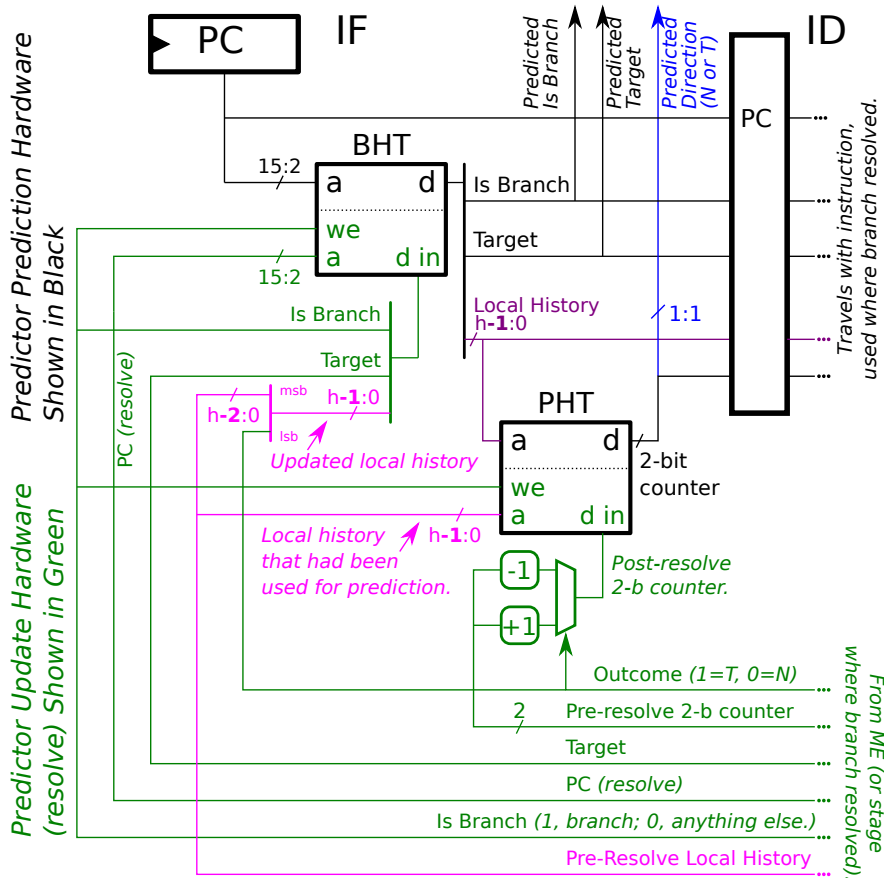 PC
IF
ID
Predicted
Is Branch
Predicted
Target
Predicted
Direction
(N or T)
Predictor Prediction Hardware
Shown in Black
BHT
PC
...
15:2
a
d
Is Branch
...
we
a
d in
15:2
Target
...
Travels with instruction,
used where branch resolved.
Is Branch
Local History
h-1:0
1:1
...
Target
...
PC (resolve)
msb
h-2:0
h-1:0
lsb
Updated local history
PHT
a
d
2-bit
counter
we
a
d in
h-1:0
Local history
that had been
used for prediction.
Predictor Update Hardware
(resolve) Shown in Green
-1
+1
Post-resolve
2-b counter.
Outcome (1=T, 0=N)
...
2
Pre-resolve 2-b counter
...
Target
...
PC (resolve)
...
Is Branch (1, branch; 0, anything else.)
...
Pre-Resolve Local History
...
From ME (or stage
where branch resolved).